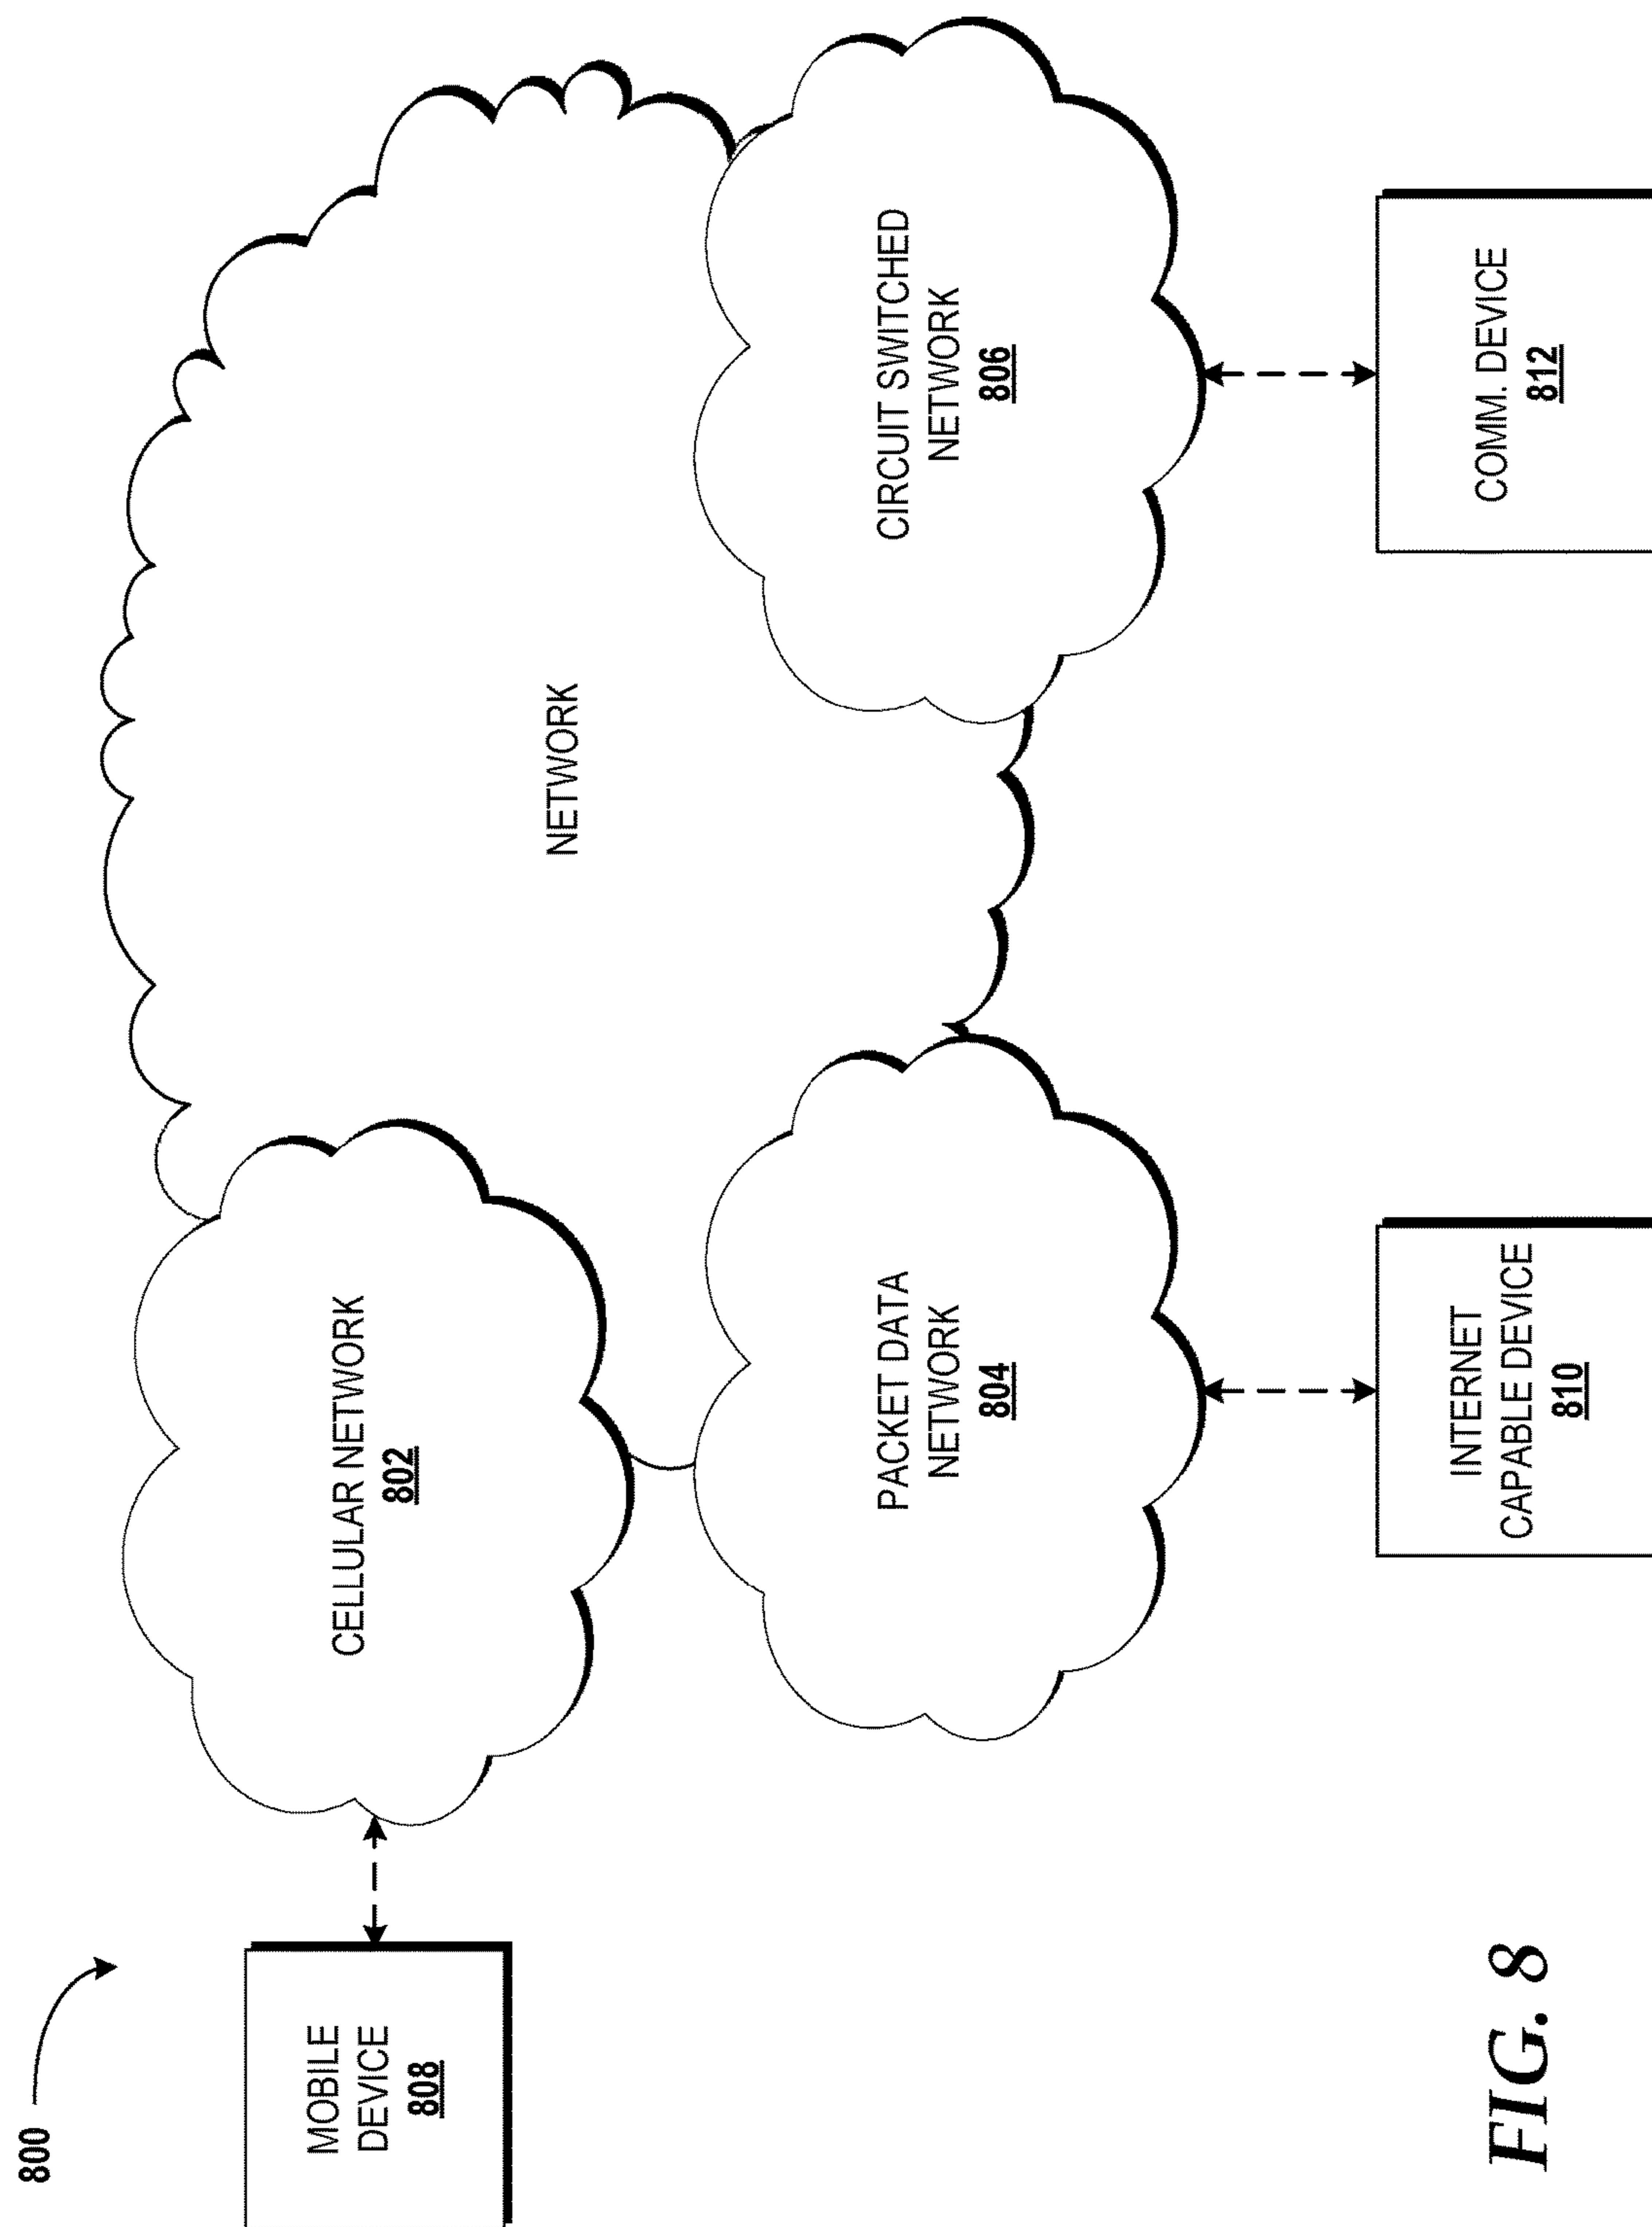 800
MOBILE
DEVICE
808
CELLULAR NETWORK
802
NETWORK
PACKET DATA
NETWORK
804
CIRCUIT SWITCHED
NETWORK
806
INTERNET
CAPABLE DEVICE
810
COMM. DEVICE
812
FIG. 8